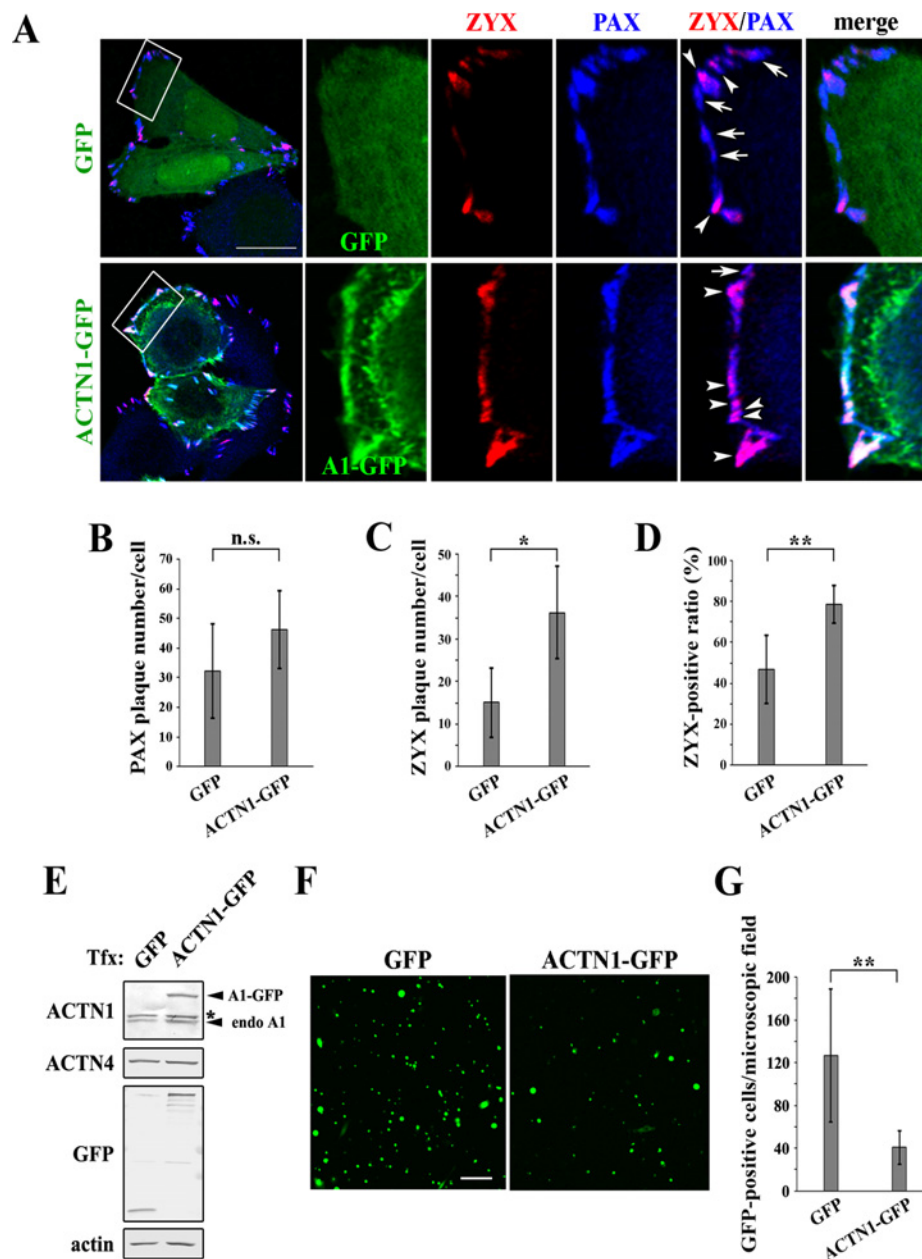 A
ZYX PAX ZYX/PAX merge
GFP
GFP
ACTN1-GFP
A1-GFP
B
n.s.
PAX plaque number/cell
70
60
50
40
30
20
10
0
GFP
ACTN1-GFP
C
*
ZYX plaque number/cell
50
40
30
20
10
0
GFP
ACTN1-GFP
D
**
ZYX-positive ratio (%)
100
80
60
40
20
0
GFP
ACTN1-GFP
E
Tfx: GFP ACTN1-GFP
ACTN1
A1-GFP
*
endo A1
ACTN4
GFP
actin
F
GFP ACTN1-GFP
G
**
GFP-positive cells/microscopic field
200
160
120
80
40
0
GFP
ACTN1-GFP